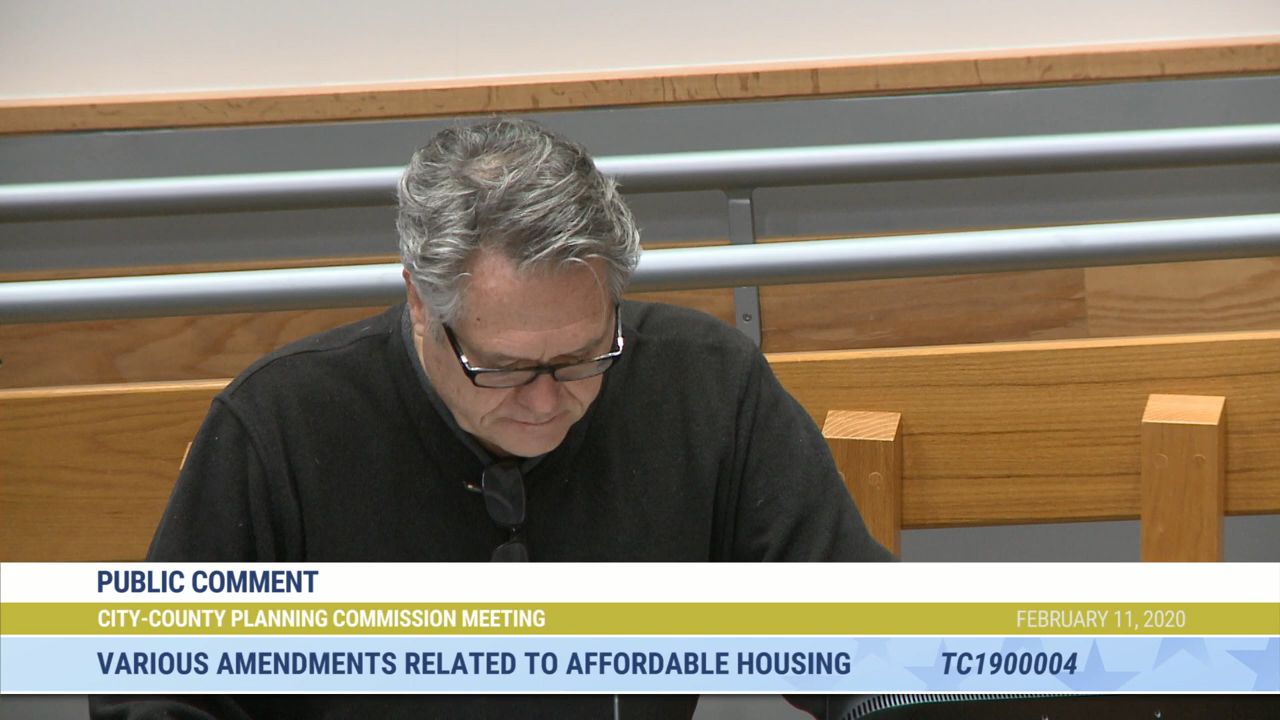 PUBLIC COMMENT
CITY-COUNTY PLANNING COMMISSION MEETING FEBRUARY 11, 2020
VARIOUS AMENDMENTS RELATED TO AFFORDABLE HOUSING TC1900004